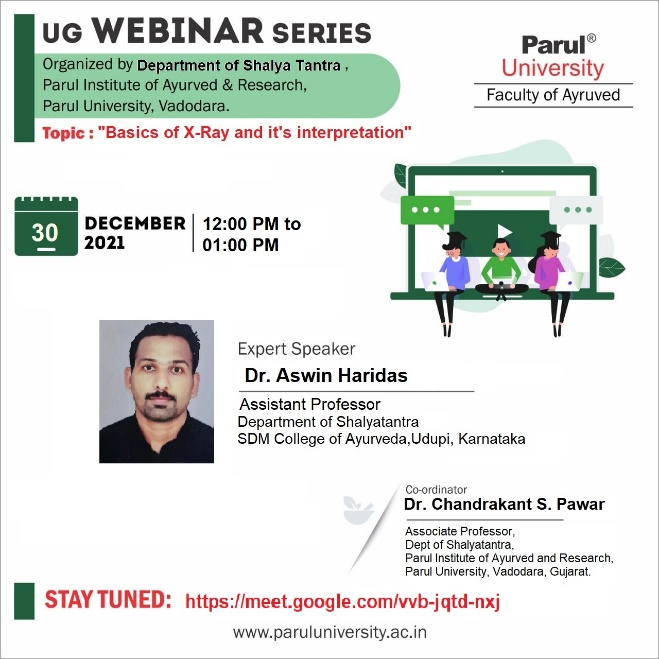 UG WEBINAR SERIES
Organized by Department of Shalya Tantra ,
Parul Institute of Ayurved & Research,
Parul University, Vadodara.
Topic : "Basics of X-Ray and it's interpretation"
Parul®
University
Faculty of Ayruved
30
DECEMBER
2021
12:00 PM to
01:00 PM
Expert Speaker
Dr. Aswin Haridas
Assistant Professor
Department of Shalyatantra
SDM College of Ayurveda,Udupi, Karnataka
Co-ordinator
Dr. Chandrakant S. Pawar
Associate Professor,
Dept of Shalyatantra,
Parul Institute of Ayurved and Research,
Parul University, Vadodara, Gujarat.
STAY TUNED: https://meet.google.com/vvb-jqtd-nxj
www.paruluniversity.ac.in